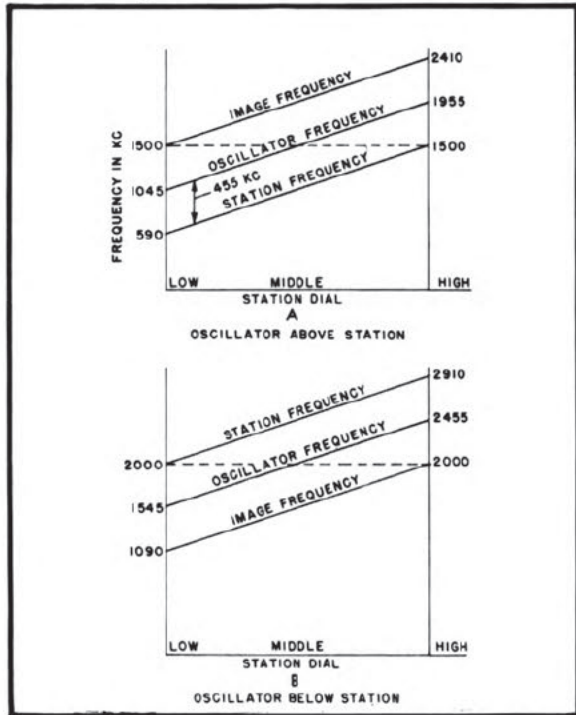 2410
IMAGE FREQUENCY
1955
1500
OSCILLATOR FREQUENCY
1500
1045
455 KC
STATION FREQUENCY
590
FREQUENCY IN KC
LOW MIDDLE HIGH
STATION DIAL
A
OSCILLATOR ABOVE STATION
2910
STATION FREQUENCY
2455
2000
OSCILLATOR FREQUENCY
2000
1545
IMAGE FREQUENCY
1090
LOW MIDDLE HIGH
STATION DIAL
B
OSCILLATOR BELOW STATION